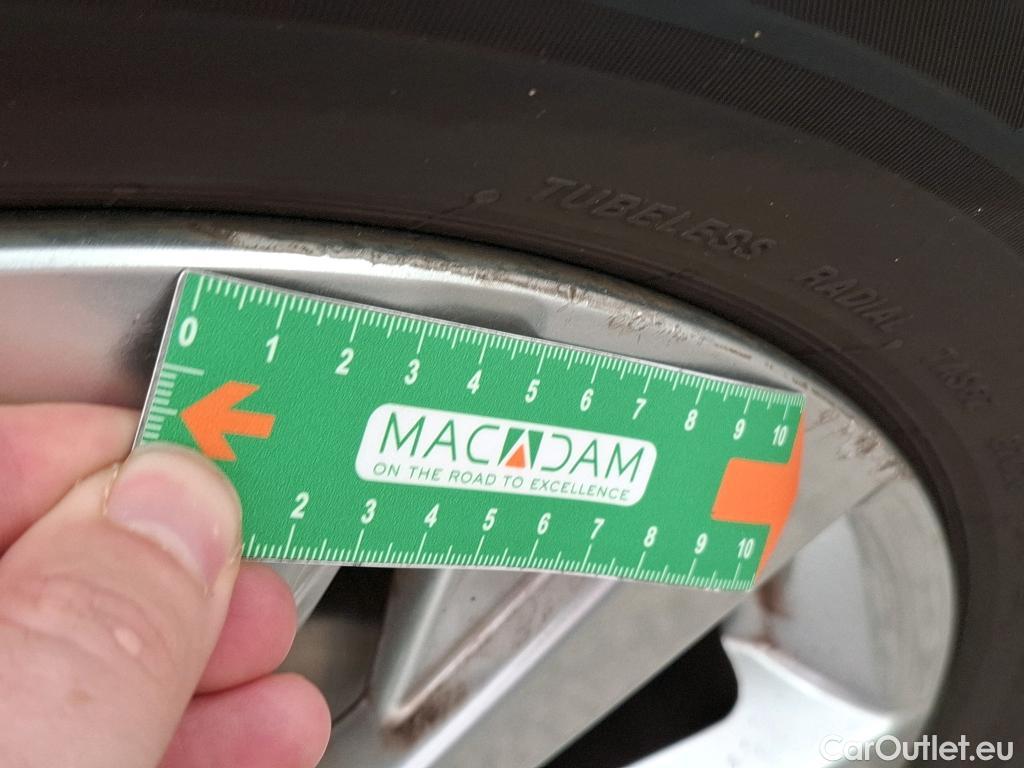 TUBELESS RADIAL
0 1 2 3 4 5 6 7 8 9 10
MACADAM
ON THE ROAD TO EXCELLENCE
2 3 4 5 6 7 8 9 10
CarOutlet.eu